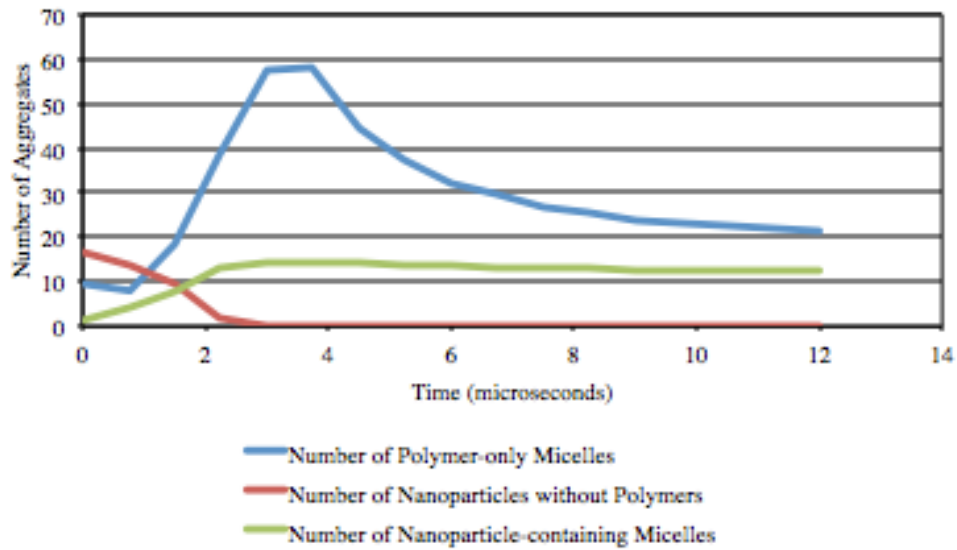 70
60
50
40
30
20
10
0
Number of Aggregates
0 2 4 6 8 10 12 14
Time (microseconds)
Number of Polymer-only Micelles
Number of Nanoparticles without Polymers
Number of Nanoparticle-containing Micelles